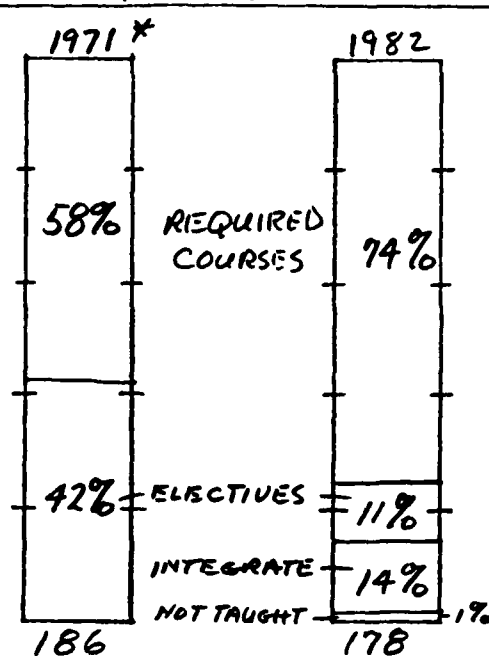 1971 * 1982
58% REQUIRED COURSES 74%
42% ELECTIVES 11%
INTEGRATE 14%
NOT TAUGHT 1%
186 178